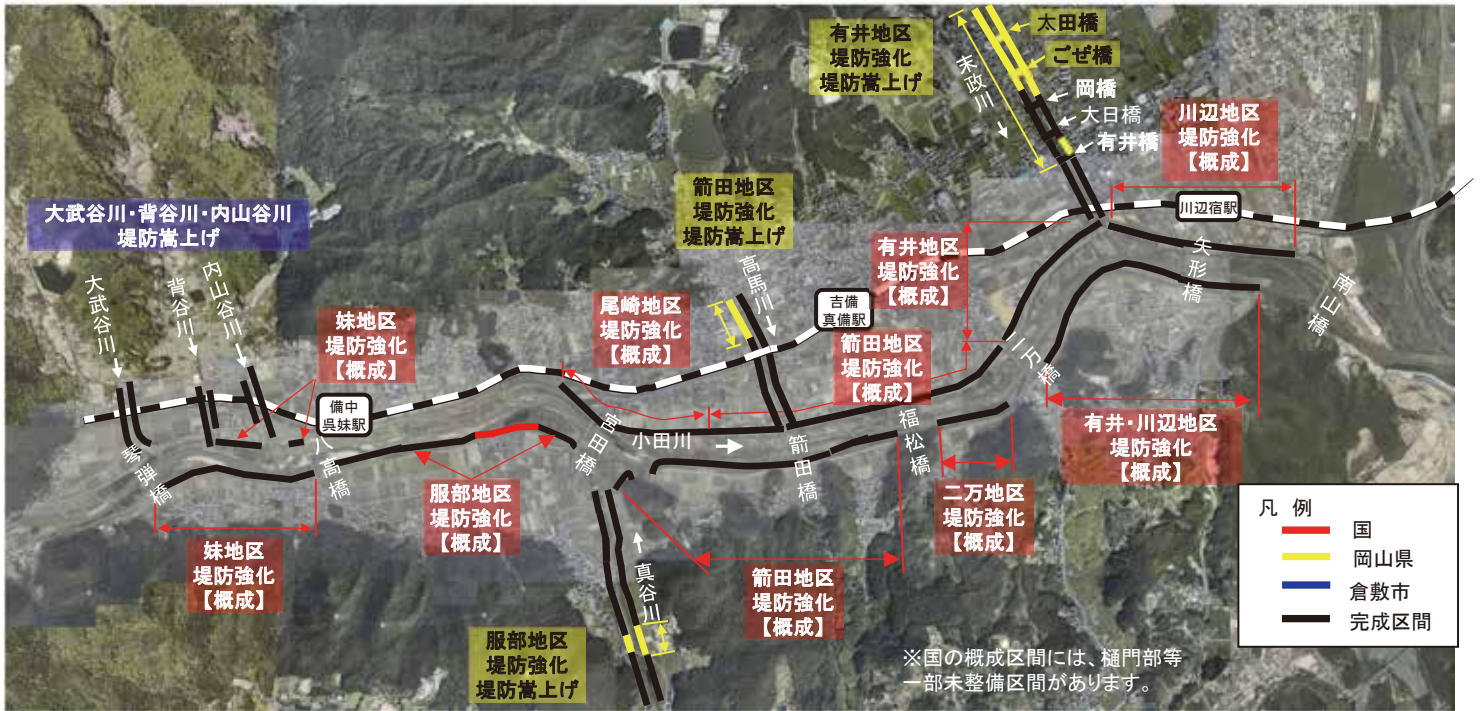 有井地区
堤防強化
堤防嵩上げ
太田橋
ごぜ橋
末政川
岡橋
大日橋
有井橋
川辺地区
堤防強化
【概成】
箭田地区
堤防強化
堤防嵩上げ
川辺宿駅
大武谷川・背谷川・内山谷川
堤防嵩上げ
有井地区
堤防強化
【概成】
矢形橋
南山橋
大武谷川
背谷川
内山谷川
高馬川
吉備
真備駅
尾崎地区
堤防強化
【概成】
妹地区
堤防強化
【概成】
箭田地区
堤防強化
【概成】
二万橋
備中
呉妹駅
宮田橋
小田川
福松橋
有井・川辺地区
堤防強化
【概成】
琴弾橋
八高橋
箭田橋
服部地区
堤防強化
【概成】
二万地区
堤防強化
【概成】
妹地区
堤防強化
【概成】
真谷川
箭田地区
堤防強化
【概成】
服部地区
堤防強化
堤防嵩上げ
凡 例
国
岡山県
倉敷市
完成区間
※国の概成区間には、樋門部等
一部未整備区間があります。